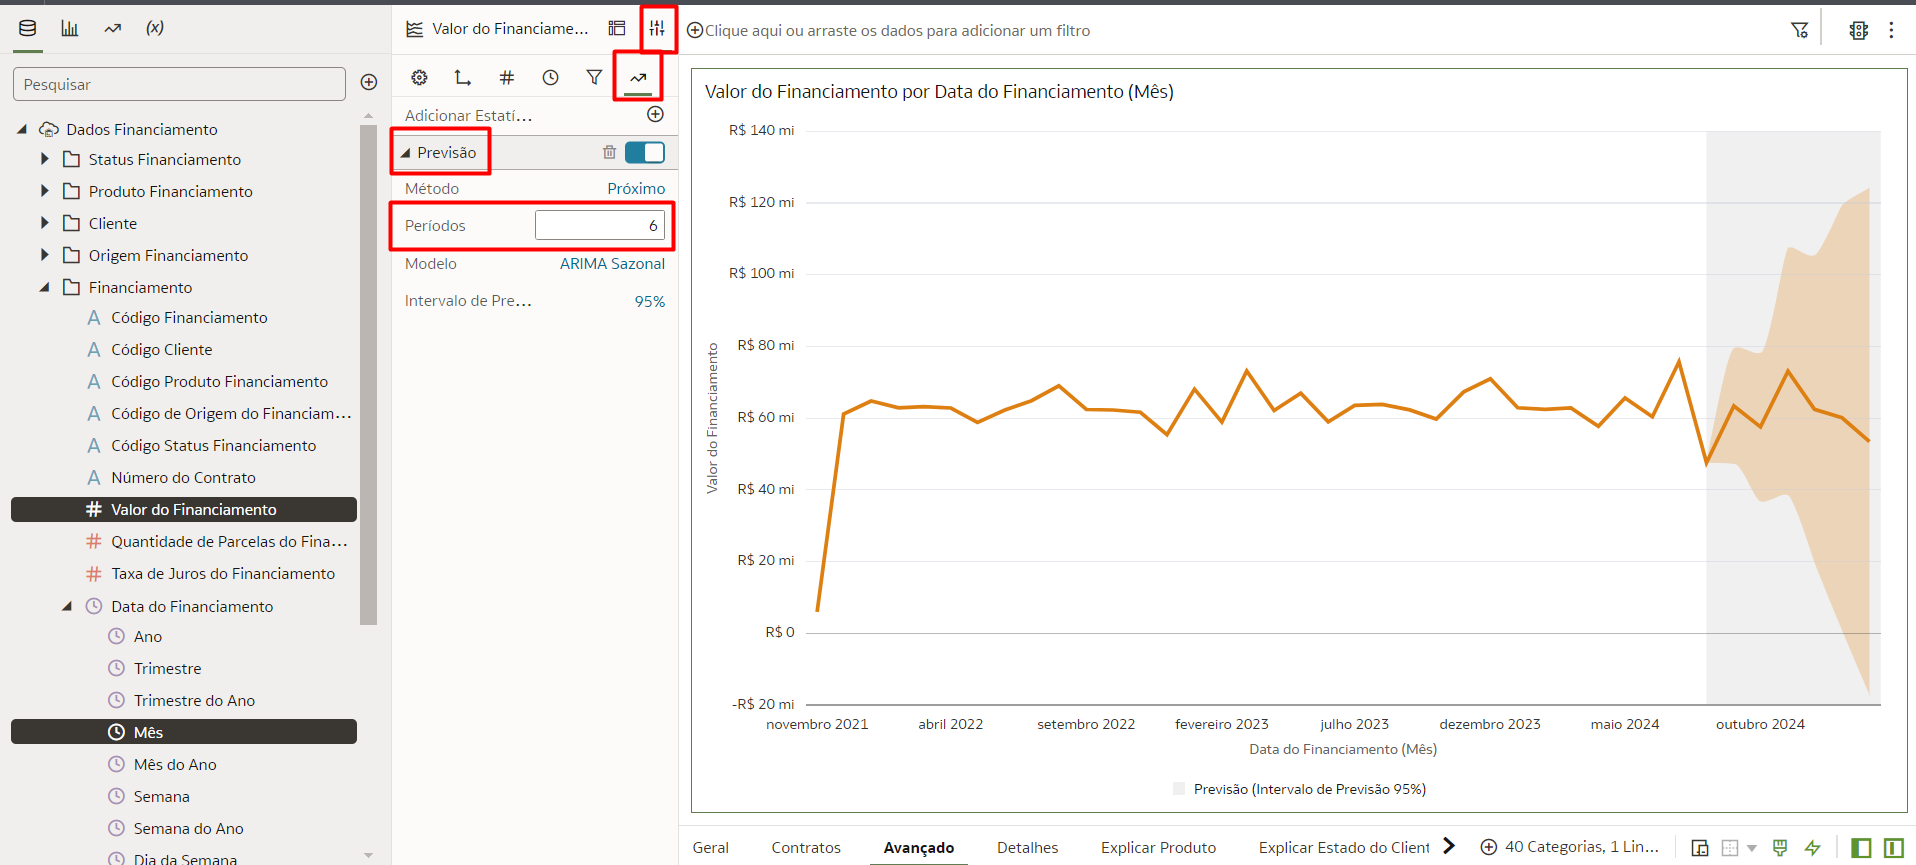 (x)
Valor do Financiame...
Clique aqui ou arraste os dados para adicionar um filtro
Pesquisar
Dados Financiamento
Status Financiamento
Produto Financiamento
Cliente
Origem Financiamento
Financiamento
Código Financiamento
Código Cliente
Código Produto Financiamento
Código de Origem do Financiam...
Código Status Financiamento
Número do Contrato
# Valor do Financiamento
# Quantidade de Parcelas do Fina...
# Taxa de Juros do Financiamento
Data do Financiamento
Ano
Trimestre
Trimestre do Ano
Mês
Mês do Ano
Semana
Semana do Ano
Dia da Semana
Adicionar Estatí...
Previsão
Método Próximo
Períodos 6
Modelo ARIMA Sazonal
Intervalo de Pre... 95%
Valor do Financiamento por Data do Financiamento (Mês)
R$ 140 mi
R$ 120 mi
R$ 100 mi
R$ 80 mi
R$ 60 mi
R$ 40 mi
R$ 20 mi
R$ 0
-R$ 20 mi
Valor do Financiamento
novembro 2021 abril 2022 setembro 2022 fevereiro 2023 julho 2023 dezembro 2023 maio 2024 outubro 2024
Data do Financiamento (Mês)
Previsão (Intervalo de Previsão 95%)
Geral Contratos Avançado Detalhes Explicar Produto Explicar Estado do Client 40 Categorias, 1 Lin...